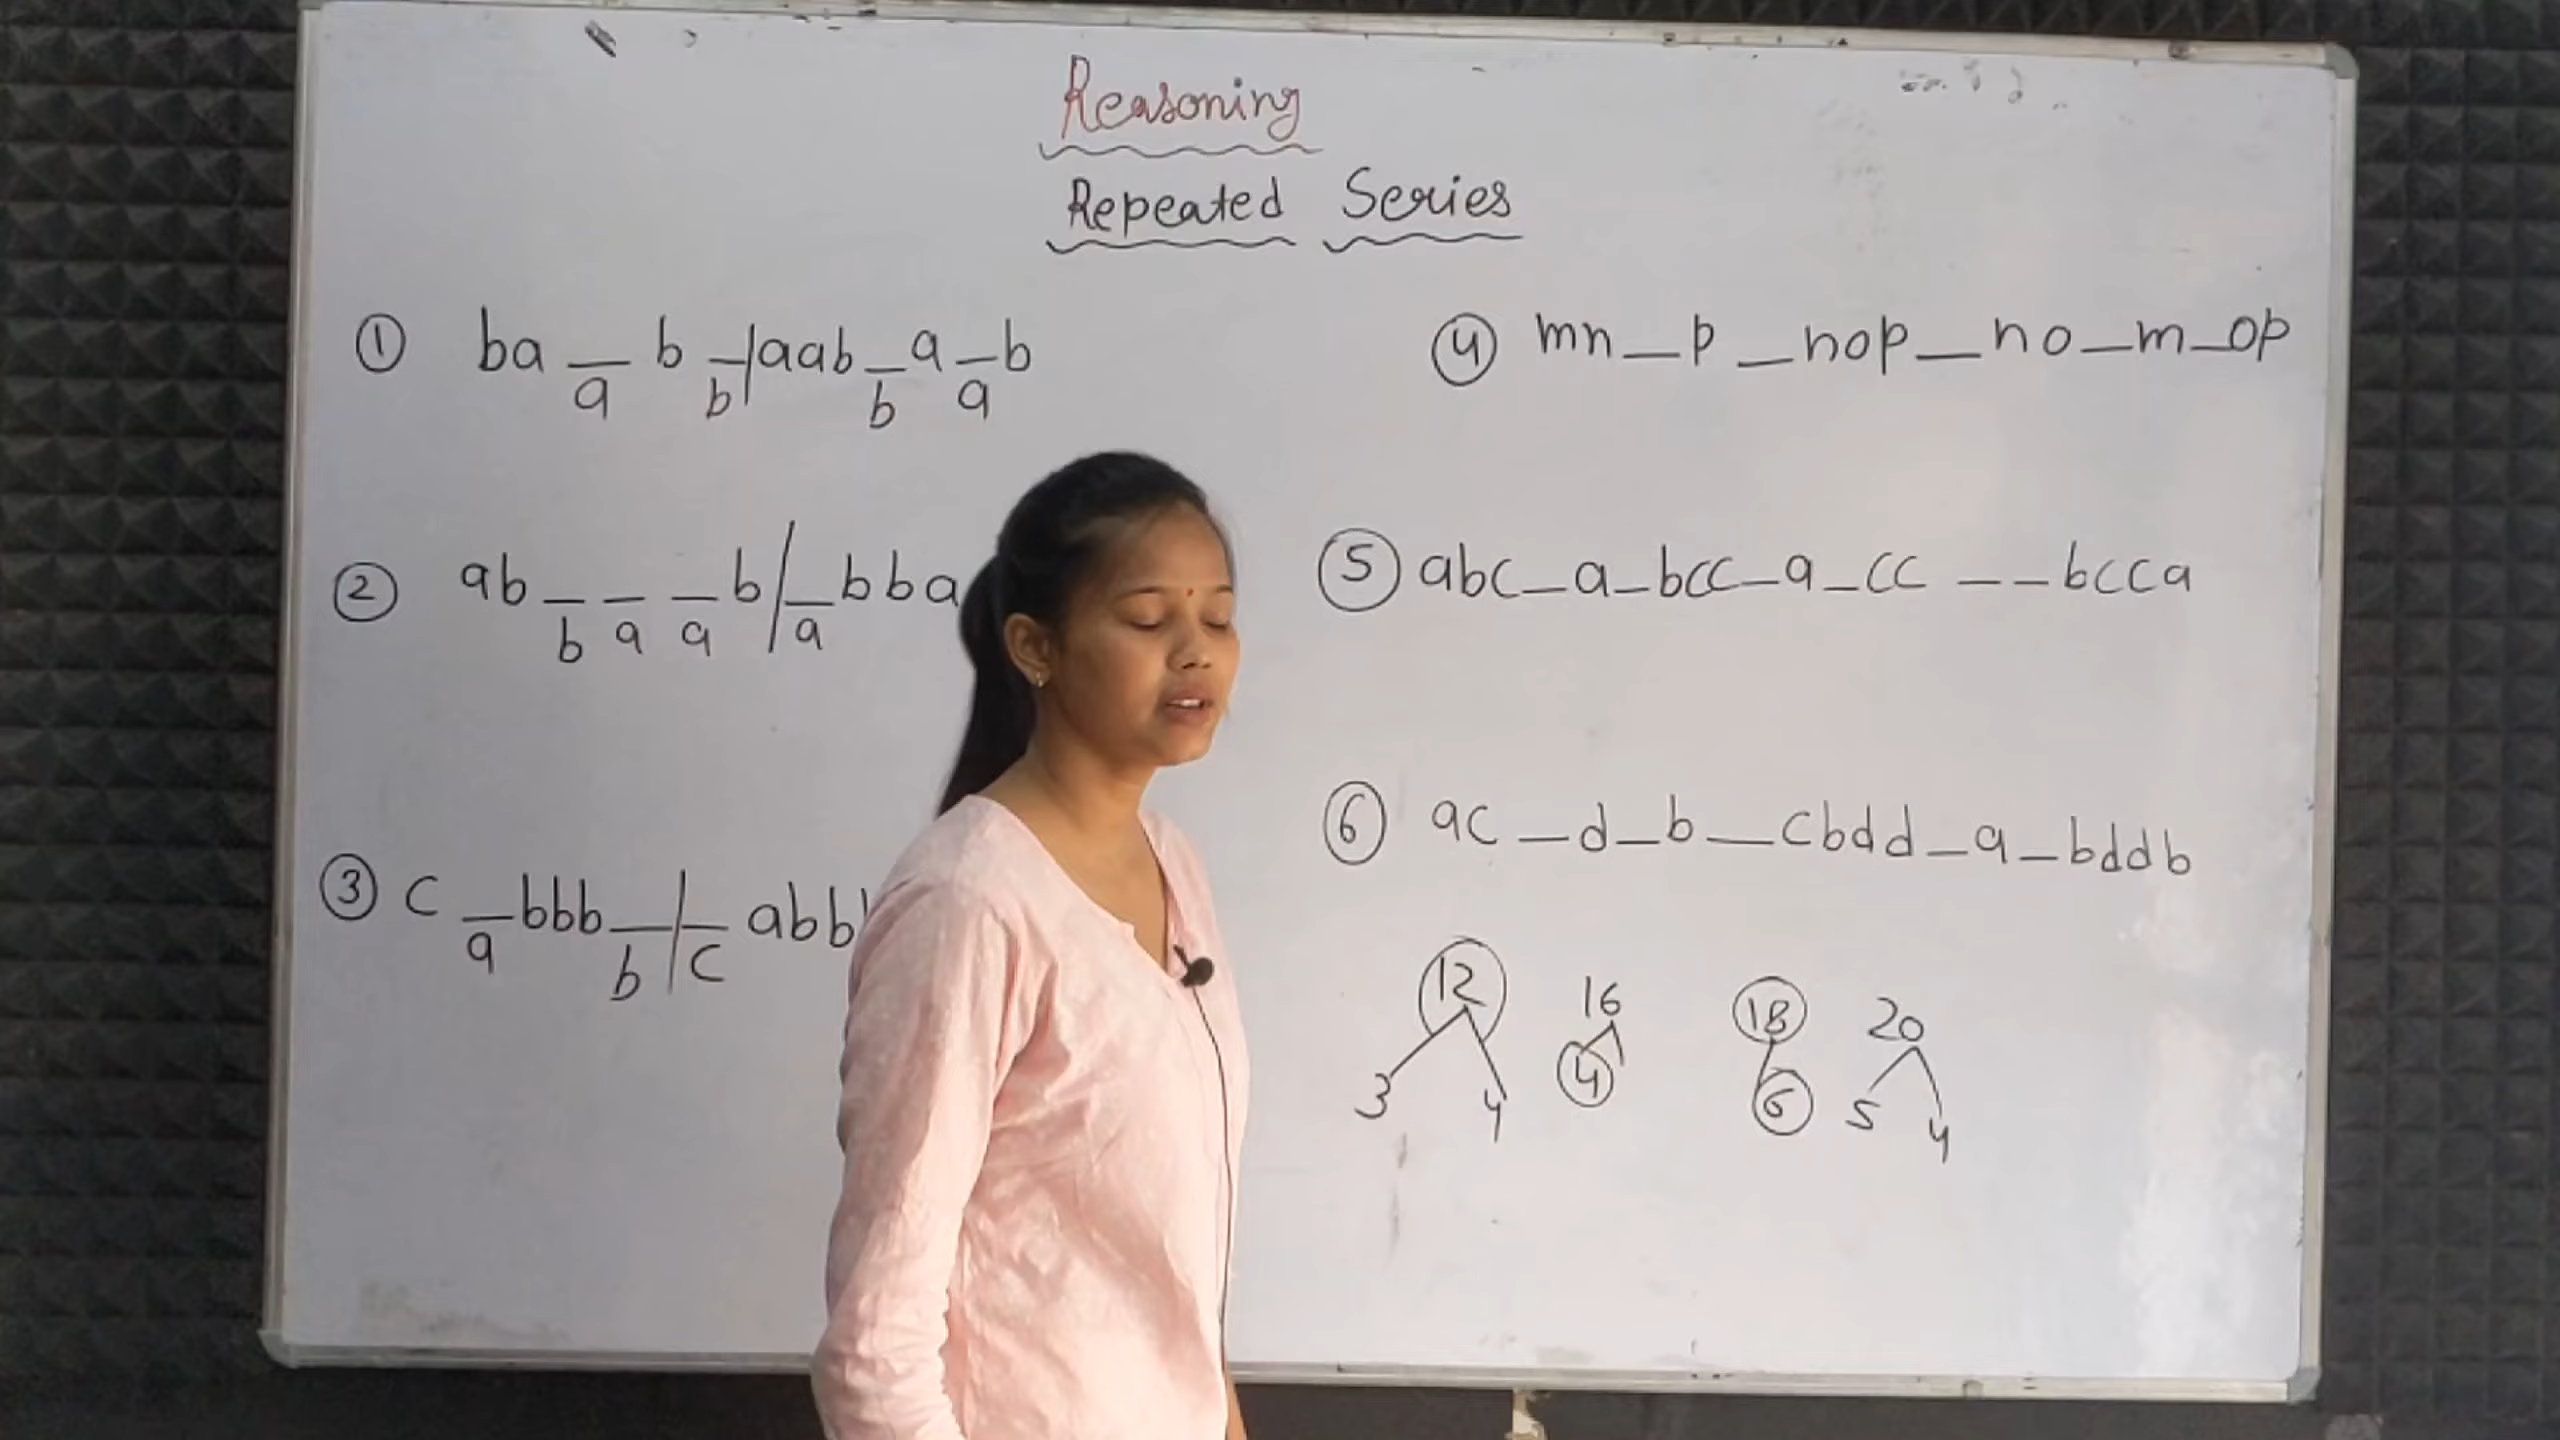 Reasoning
Repeated Series
① ba _ b _/aab _ a _ b
a b b a
② ab _ _ _ b/_ bba
b a a a
③ c _ bbb _/_ abb
a b c
④ mn _ p _ nop _ no _ m _ op
⑤ abc _ a _ bcc _ a _ cc _ _ bcca
⑥ ac _ d _ b _ cbdd _ a _ bddb
12 16 18 20
3 4 4 6 5 4